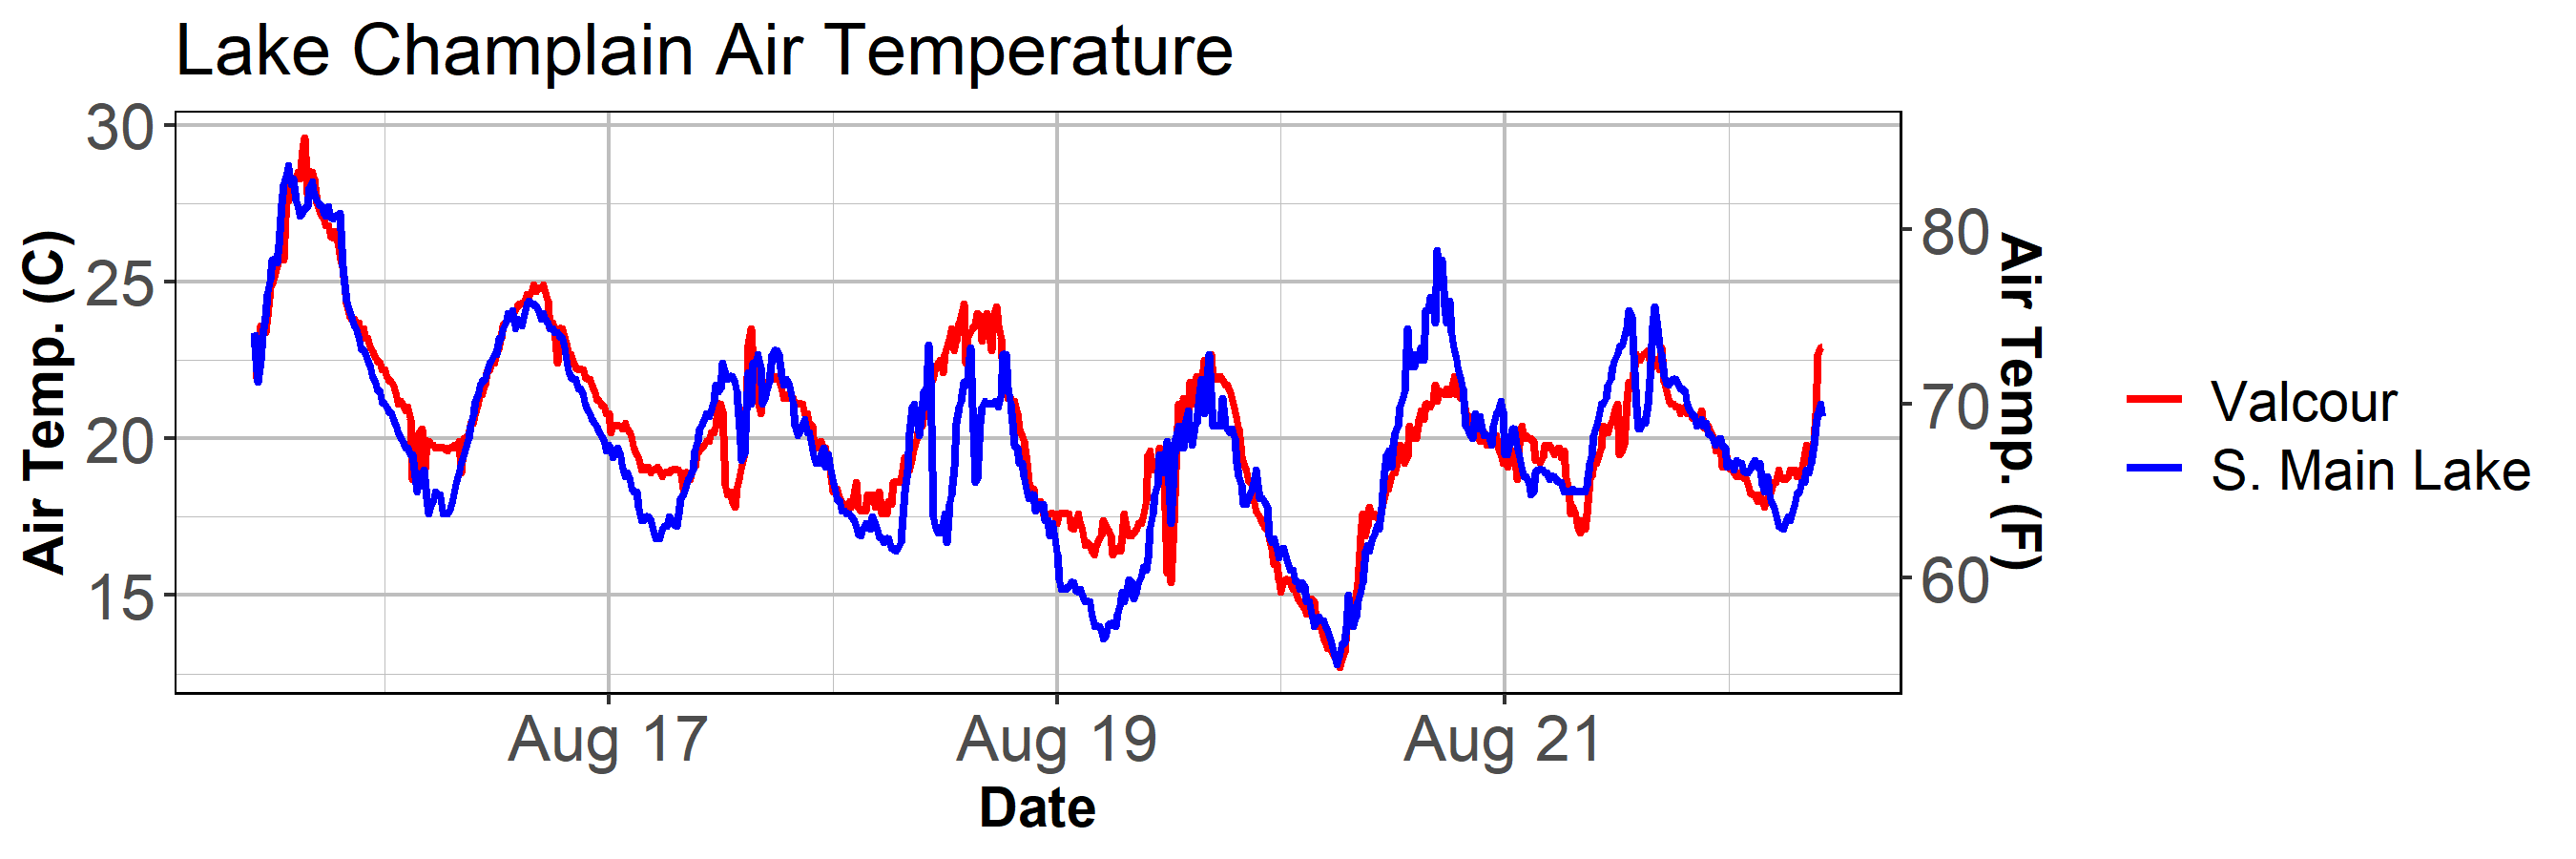 Lake Champlain Air Temperature
30
25
20
15
Air Temp. (C)
80
70
60
Air Temp. (F)
Aug 17
Aug 19
Aug 21
Date
Valcour
S. Main Lake